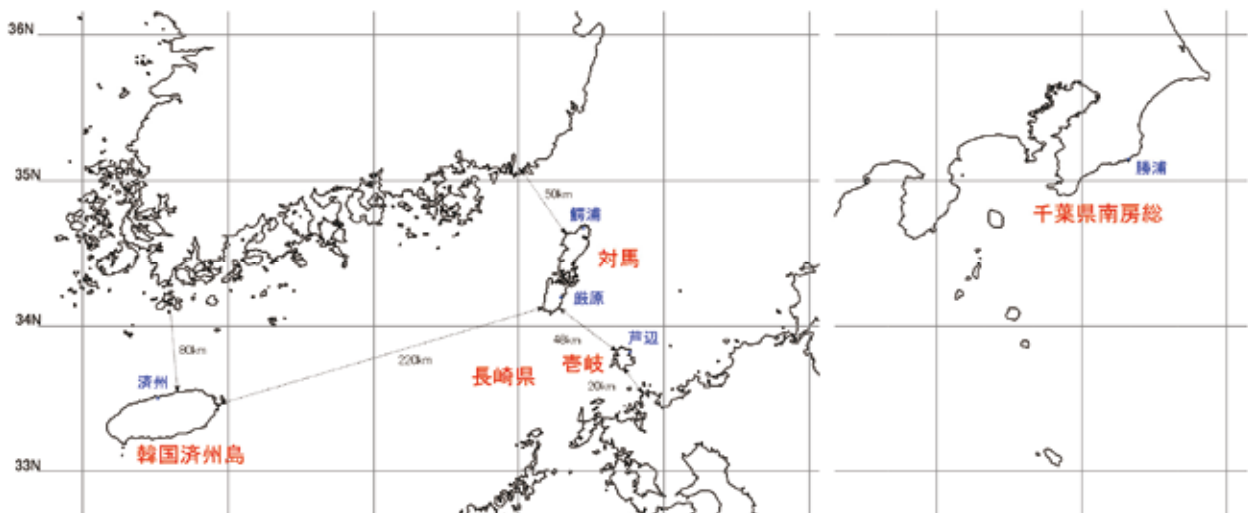 36N
35N
勝浦
千葉県南房総
50km
鰐浦
対馬
厳原
34N
48km
芦辺
80km
220km
壱岐
長崎県
済州
20km
韓国済州島
33N